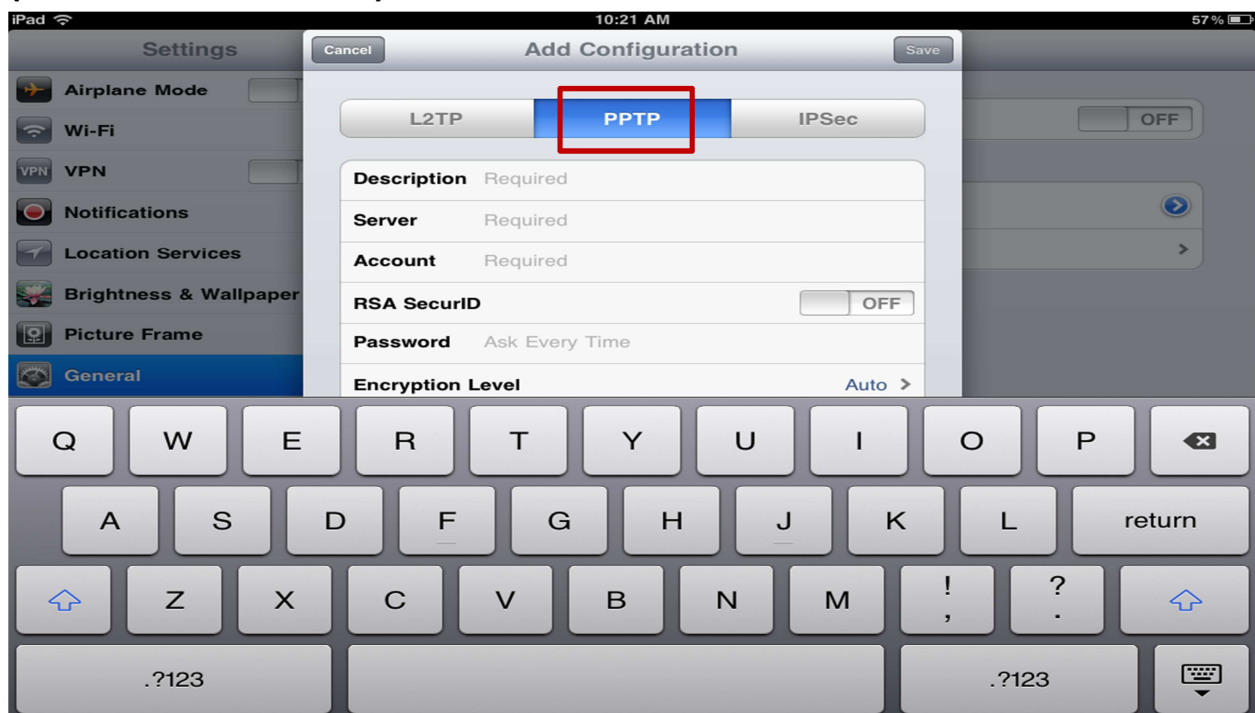 iPad 10:21 AM 57%
Settings
Cancel Add Configuration Save
Airplane Mode
L2TP PPTP IPSec
Wi-Fi
OFF
VPN VPN
Description Required
Notifications
Server Required
Location Services
Account Required
Brightness & Wallpaper
RSA SecurID OFF
Picture Frame
Password Ask Every Time
General
Encryption Level Auto
Q W E R T Y U I O P
A S D F G H J K L return
Z X C V B N M ! , ? .
.?123 .?123